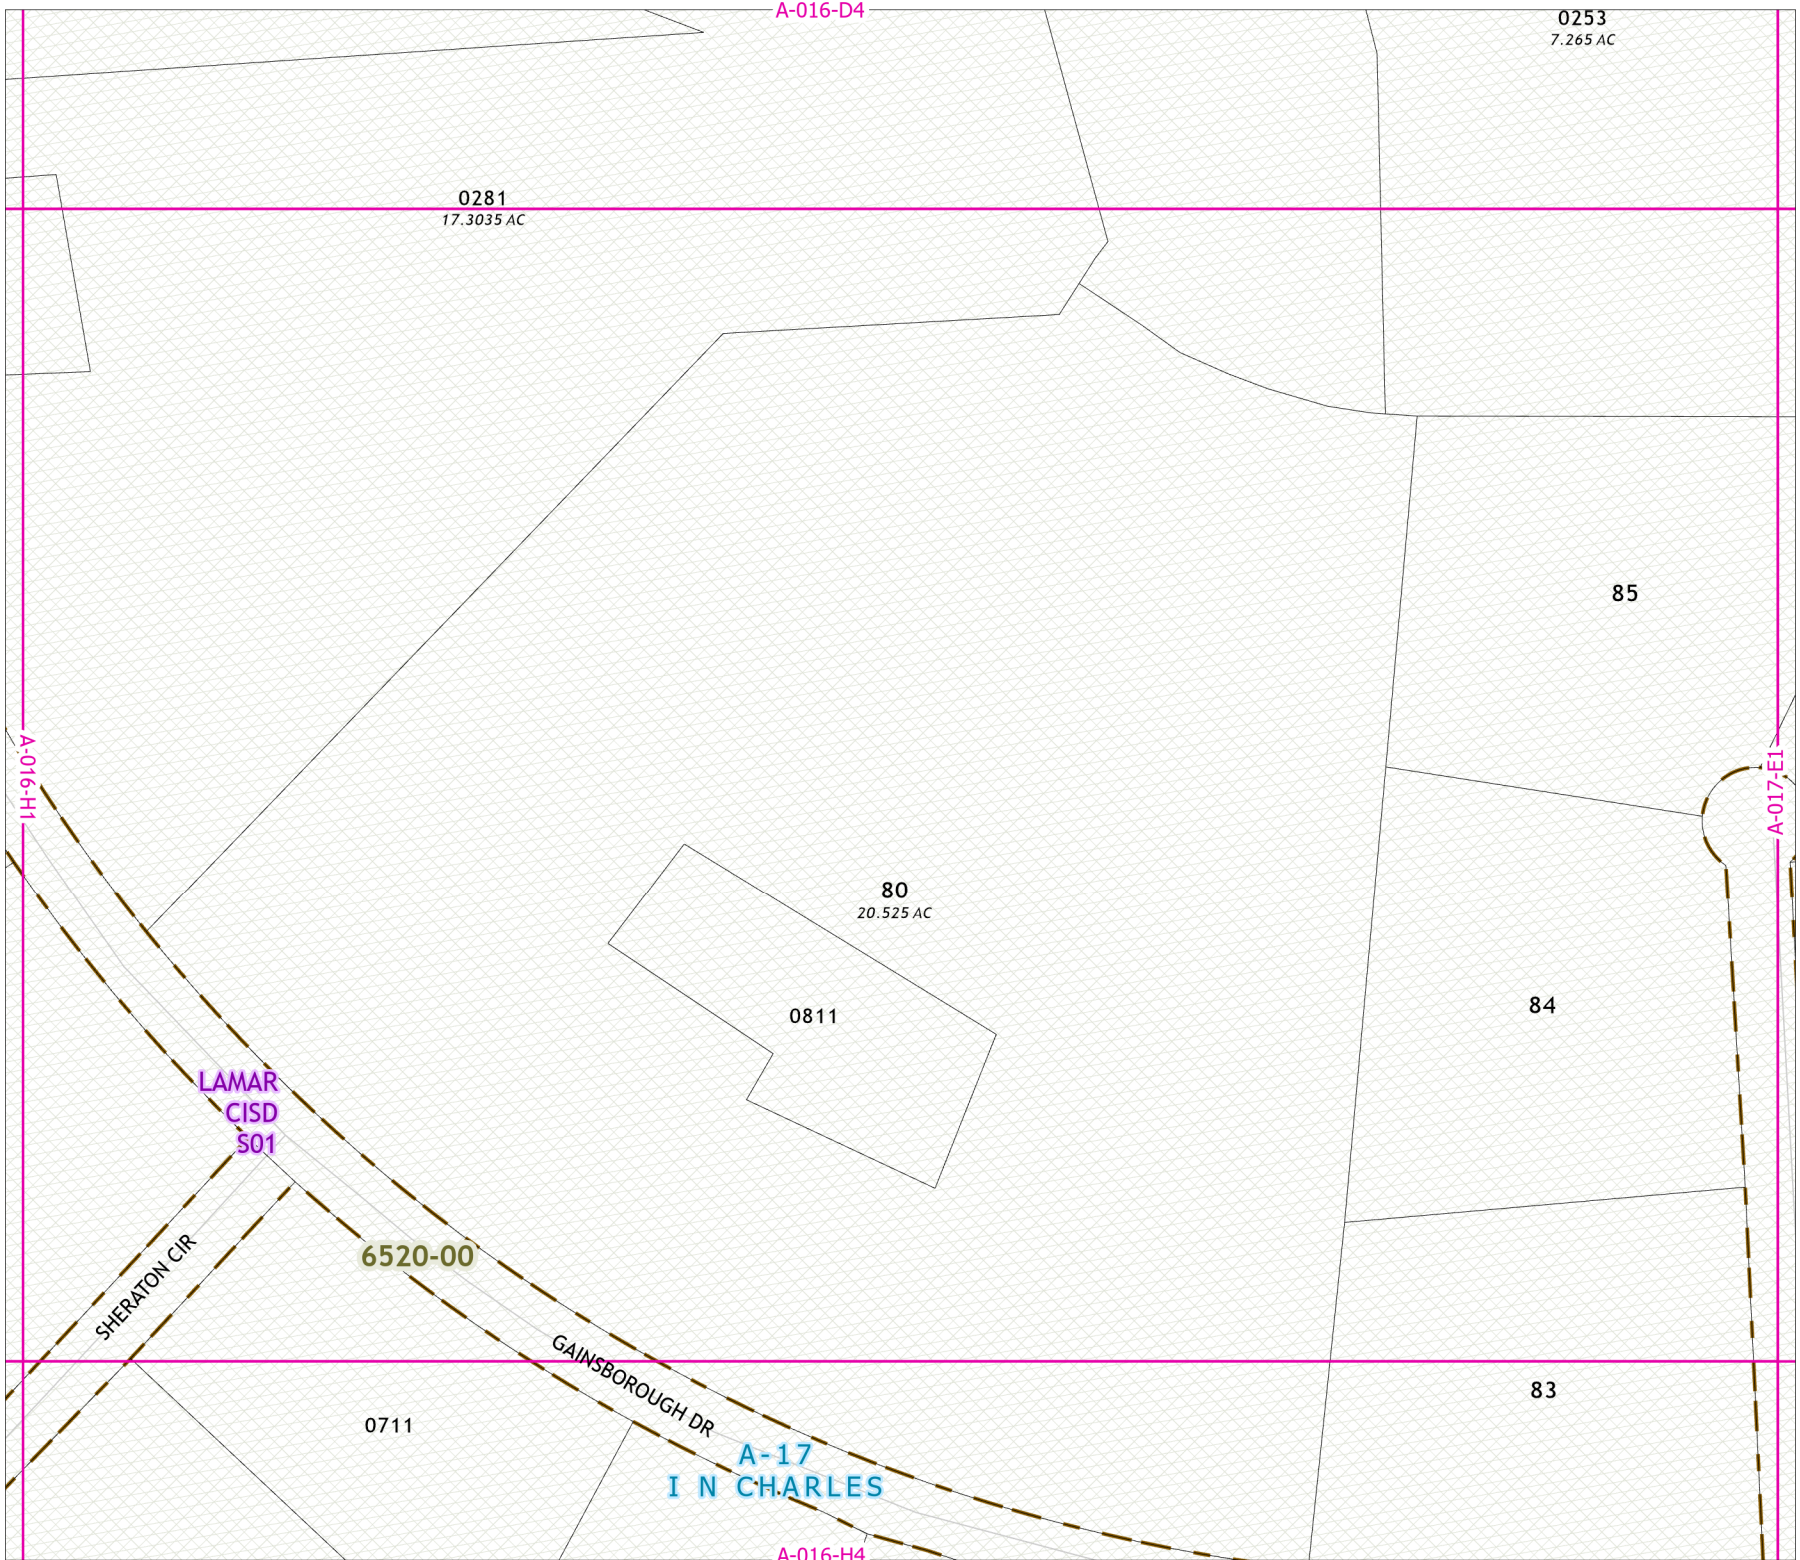 A-016-D4
0253
7.265 AC
0281
17.3035 AC
85
A-016-H1
A-017-E1
80
20.525 AC
84
0811
LAMAR
CISD
S01
SHERATON CIR
6520-00
GAINSBOROUGH DR
83
0711
A-17
I N CHARLES
A-016-H4